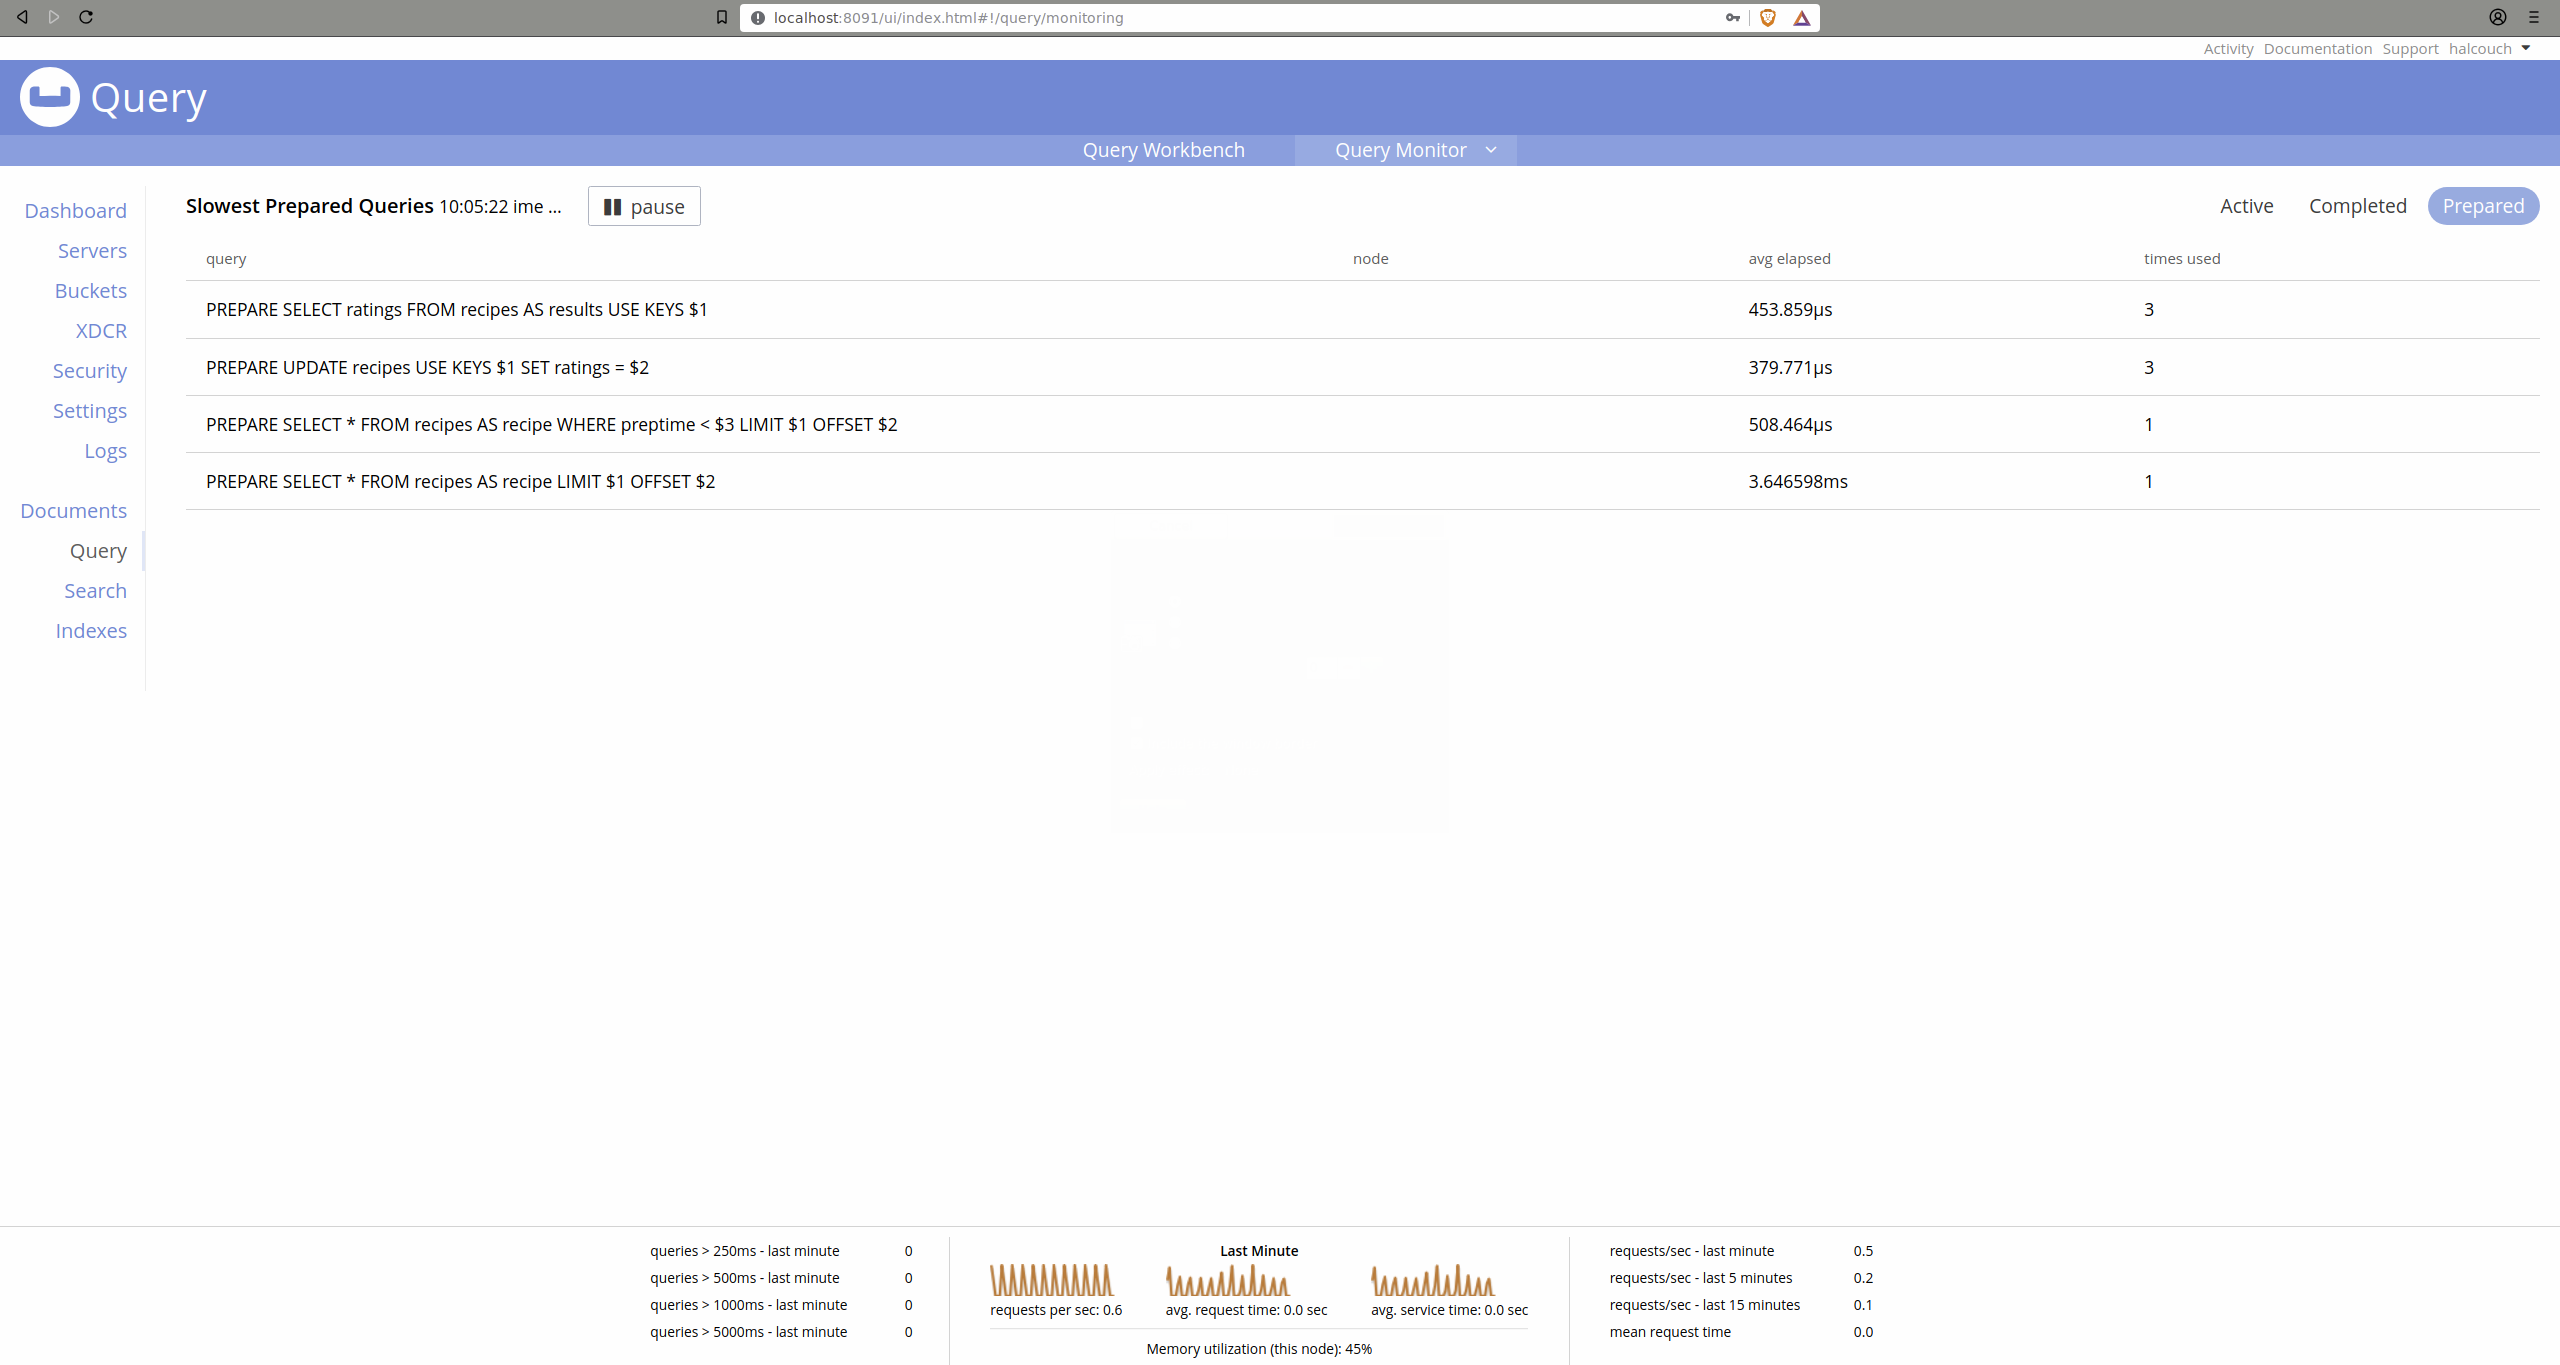 localhost:8091/ui/index.html#!/query/monitoring
Activity Documentation Support halcouch
Query
Query Workbench Query Monitor
Dashboard
Servers
Buckets
XDCR
Security
Settings
Logs
Documents
Query
Search
Indexes
Slowest Prepared Queries 10:05:22 ime ... pause Active Completed Prepared
query node avg elapsed times used
PREPARE SELECT ratings FROM recipes AS results USE KEYS $1 453.859µs 3
PREPARE UPDATE recipes USE KEYS $1 SET ratings = $2 379.771µs 3
PREPARE SELECT * FROM recipes AS recipe WHERE preptime < $3 LIMIT $1 OFFSET $2 508.464µs 1
PREPARE SELECT * FROM recipes AS recipe LIMIT $1 OFFSET $2 3.646598ms 1
queries > 250ms - last minute 0
queries > 500ms - last minute 0
queries > 1000ms - last minute 0
queries > 5000ms - last minute 0
Last Minute
requests per sec: 0.6 avg. request time: 0.0 sec avg. service time: 0.0 sec
Memory utilization (this node): 45%
requests/sec - last minute 0.5
requests/sec - last 5 minutes 0.2
requests/sec - last 15 minutes 0.1
mean request time 0.0